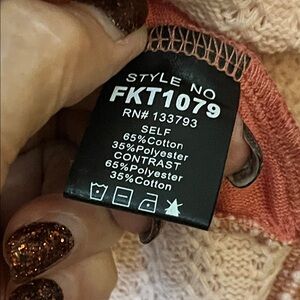 STYLE NO
FKT1079
RN# 133793
SELF
65%Cotton
35%Polyester
CONTRAST
65%Polyester
35%Cotton